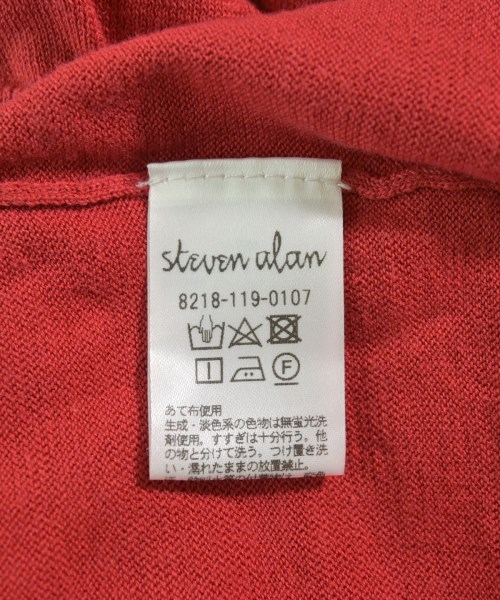 steven alan
8218-119-0107
F
あて布使用
生成・淡色系の色物は無蛍光洗
剤使用。すすぎは十分行う。他
の物と分けて洗う。つけ置き洗
い・濡れたままの放置禁止。